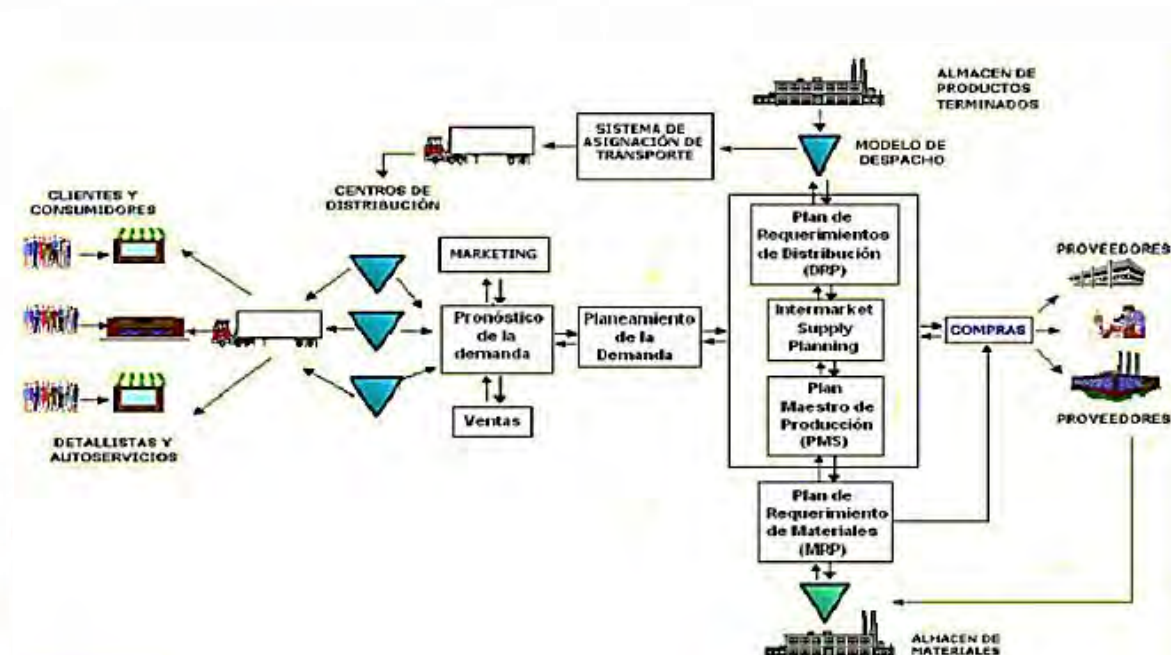 ALMACEN DE
PRODUCTOS
TERMINADOS
SISTEMA DE
ASIGNACIÓN DE
TRANSPORTE
MODELO DE
DESPACHO
CENTROS DE
DISTRIBUCIÓN
CLIENTES Y
CONSUMIDORES
MARKETING
Plan de
Requerimientos
de Distribución
(DRP)
PROVEEDORES
Pronóstico
de la
demanda
Planeamiento
de la
Demanda
Intermarket
Supply
Planning
COMPRAS
Ventas
Plan
Maestro de
Producción
(PMS)
PROVEEDORES
DETALLISTAS Y
AUTOSERVICIOS
Plan de
Requerimiento
de Materiales
(MRP)
ALMACEN DE
MATERIALES